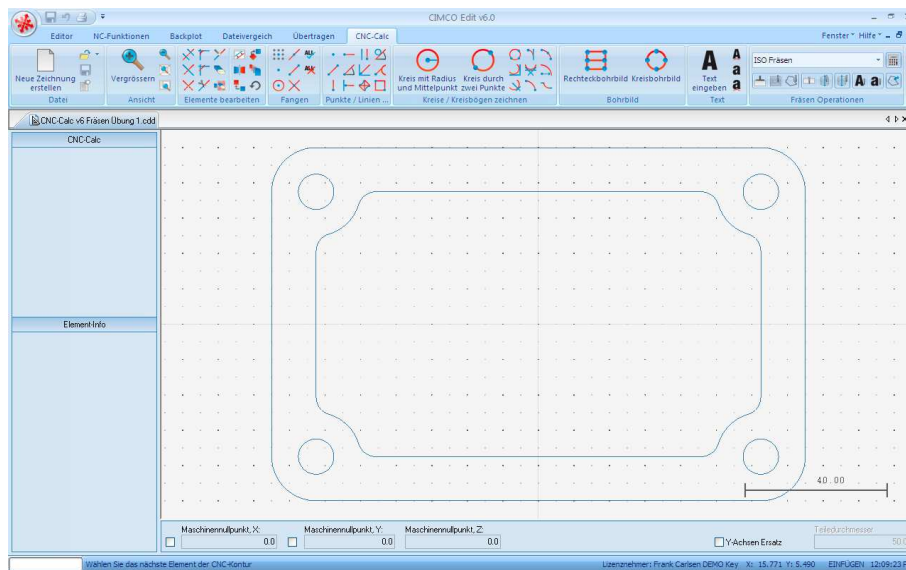 CIMCO Edit v6.0
Editor NC-Funktionen Backplot Dateivergeich Übertragen CNC-Calc Fenster Hilfe
Neue Zeichnung erstellen
Vergrössern
Kreis mit Radius und Mittelpunkt
Kreis durch zwei Punkte
Rechteckbohrbild Kreisbohrbild
Text eingeben
ISO Fräsen
Datei Ansicht Elemente bearbeiten Fangen Punkte / Linien ... Kreise / Kreisbögen zeichnen Bohrbild Text Fräsen Operationen
CNC-Calc v6 Fräsen Übung 1.cdd
CNC-Calc
Element-Info
40.00
Maschinennullpunkt, X: Maschinennullpunkt, Y: Maschinennullpunkt, Z: Teiledurchmesser
0.0 0.0 0.0 Y-Achsen Ersatz 50.0
Wählen Sie das nächste Element der CNC-Kontur Lizenznehmer: Frank Carlsen DEMO Key X: 15.771 Y: 5.490 EINFÜGEN 12:09:23